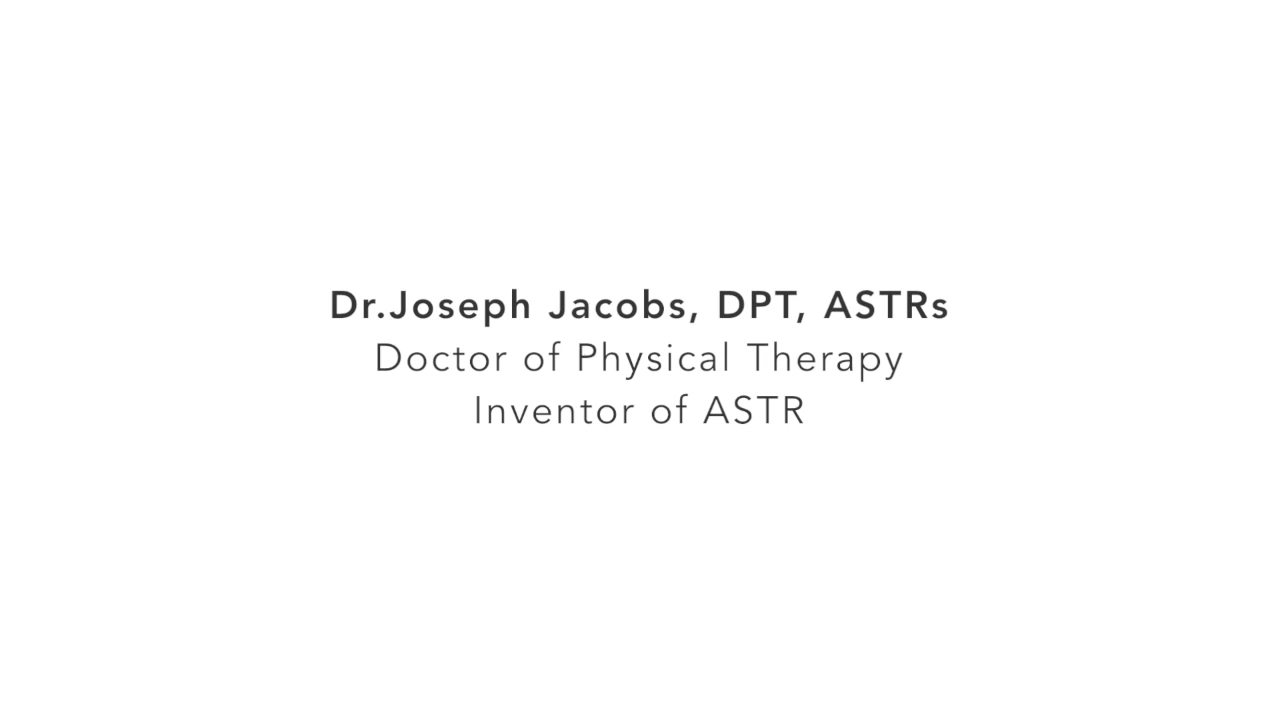 Dr.Joseph Jacobs, DPT, ASTRs
Doctor of Physical Therapy
Inventor of ASTR